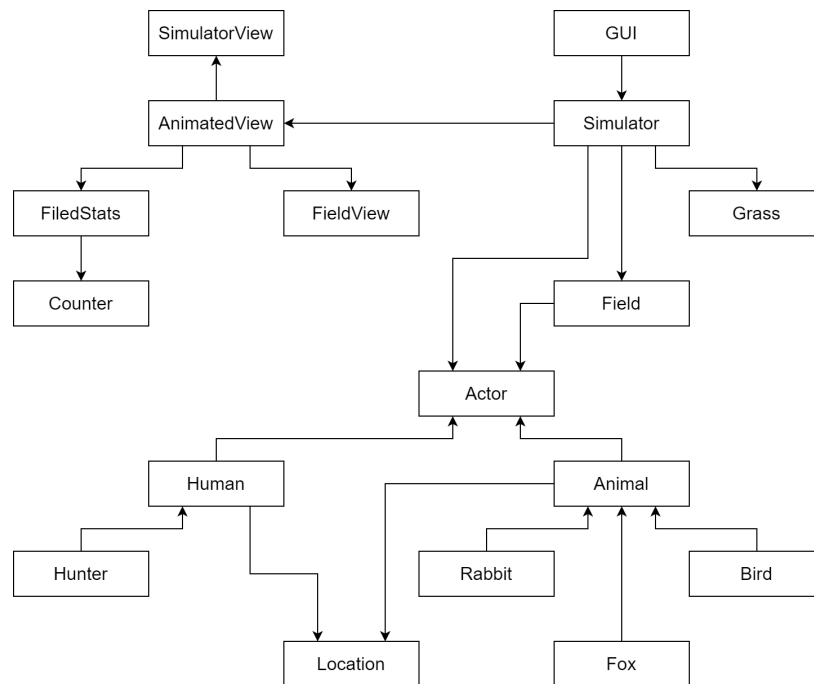 SimulatorView
GUI
AnimatedView
Simulator
FiledStats
FieldView
Grass
Counter
Field
Actor
Human
Animal
Hunter
Rabbit
Bird
Location
Fox